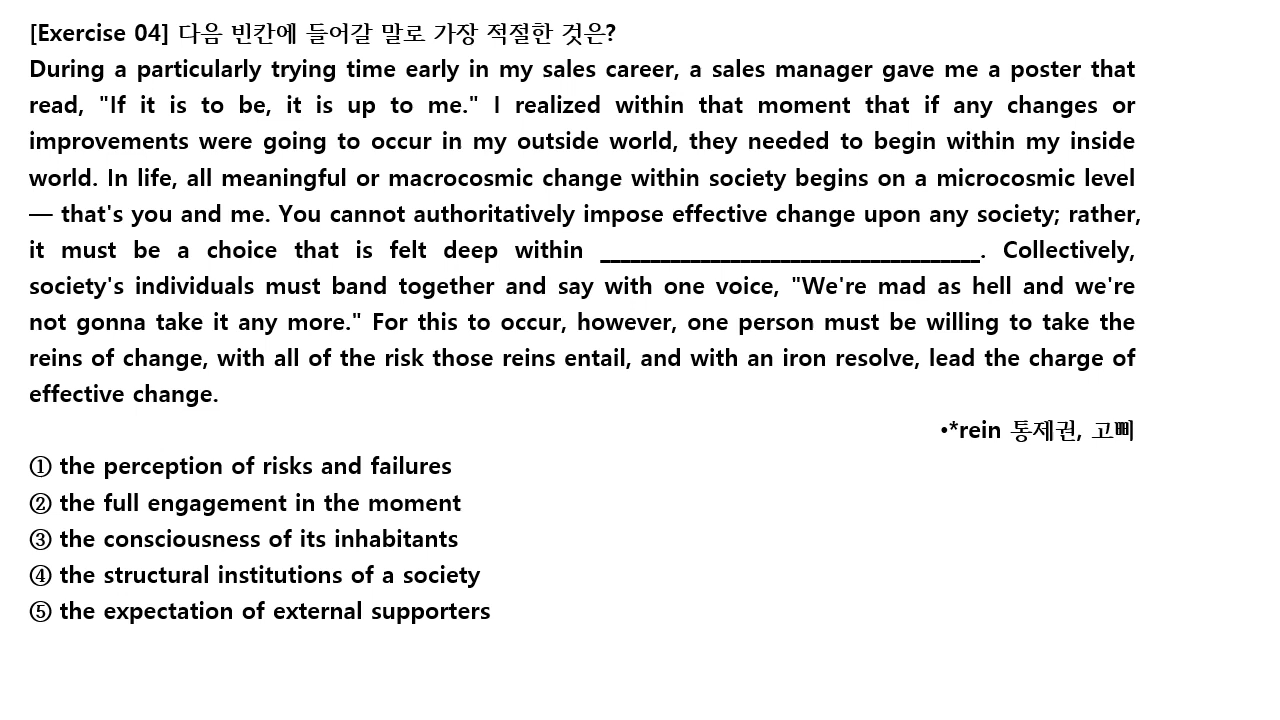 [Exercise 04] 다음 빈칸에 들어갈 말로 가장 적절한 것은?
During a particularly trying time early in my sales career, a sales manager gave me a poster that
read, "If it is to be, it is up to me." I realized within that moment that if any changes or
improvements were going to occur in my outside world, they needed to begin within my inside
world. In life, all meaningful or macrocosmic change within society begins on a microcosmic level
— that's you and me. You cannot authoritatively impose effective change upon any society; rather,
it must be a choice that is felt deep within ______________________________________. Collectively,
society's individuals must band together and say with one voice, "We're mad as hell and we're
not gonna take it any more." For this to occur, however, one person must be willing to take the
reins of change, with all of the risk those reins entail, and with an iron resolve, lead the charge of
effective change.
•*rein 통제권, 고삐
① the perception of risks and failures
② the full engagement in the moment
③ the consciousness of its inhabitants
④ the structural institutions of a society
⑤ the expectation of external supporters